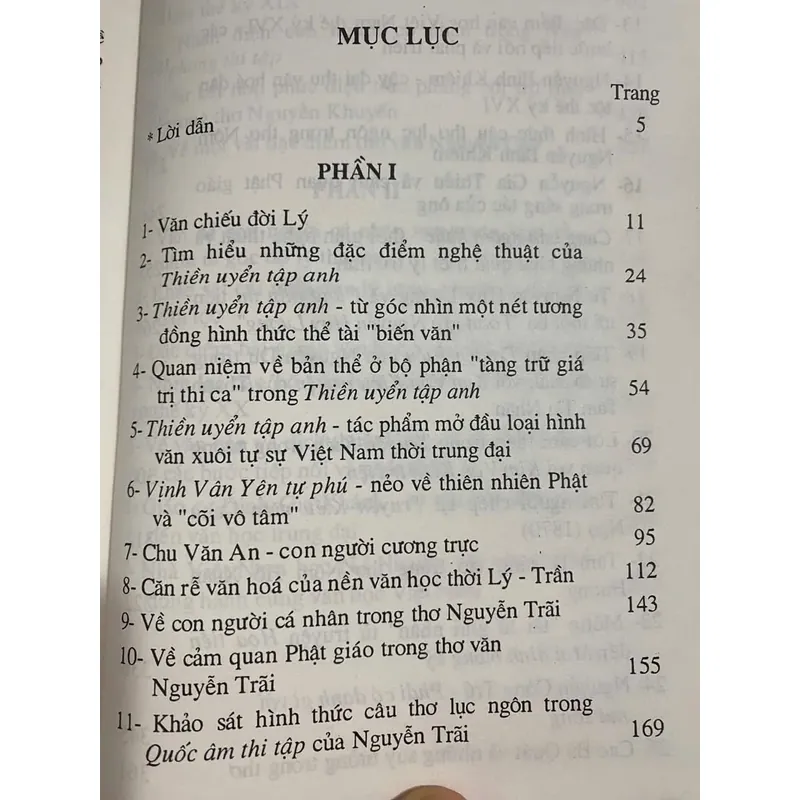 MỤC LỤC
Trang
* Lời dẫn 5
PHẦN I
1- Văn chiếu đời Lý 11
2- Tìm hiểu những đặc điểm nghệ thuật của
Thiền uyển tập anh 24
3- Thiền uyển tập anh - từ góc nhìn một nét tương
đồng hình thức thể tài "biến văn" 35
4- Quan niệm về bản thể ở bộ phận "tàng trữ giá
trị thi ca" trong Thiền uyển tập anh 54
5- Thiền uyển tập anh - tác phẩm mở đầu loại hình
văn xuôi tự sự Việt Nam thời trung đại 69
6- Vịnh Vân Yên tự phú - nẻo về thiên nhiên Phật
và "cõi vô tâm" 82
7- Chu Văn An - con người cương trực 95
8- Căn rễ văn hoá của nền văn học thời Lý - Trần 112
9- Về con người cá nhân trong thơ Nguyễn Trãi 143
10- Về cảm quan Phật giáo trong thơ văn
Nguyễn Trãi 155
11- Khảo sát hình thức câu thơ lục ngôn trong
Quốc âm thi tập của Nguyễn Trãi 169